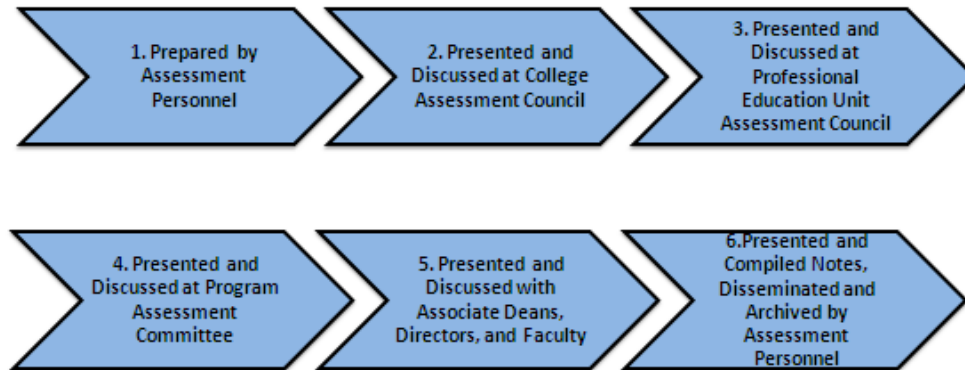 1. Prepared by
Assessment
Personnel
2. Presented and
Discussed at College
Assessment Council
3. Presented and
Discussed at
Professional
Education Unit
Assessment Council
4. Presented and
Discussed at Program
Assessment
Committee
5. Presented and
Discussed with
Associate Deans,
Directors, and Faculty
6.Presented and
Compiled Notes,
Disseminated and
Archived by
Assessment
Personnel